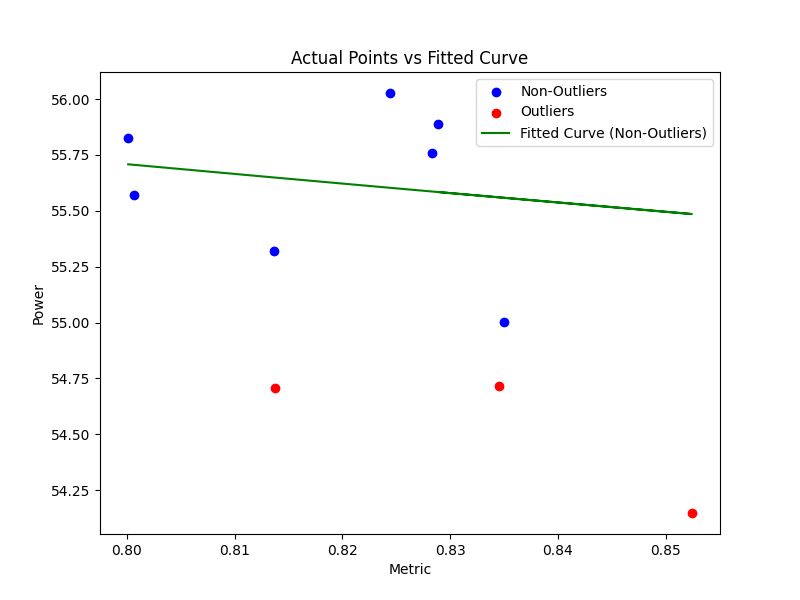 Actual Points vs Fitted Curve
Non-Outliers
Outliers
Fitted Curve (Non-Outliers)
Power
56.00
55.75
55.50
55.25
55.00
54.75
54.50
54.25
0.80 0.81 0.82 0.83 0.84 0.85
Metric